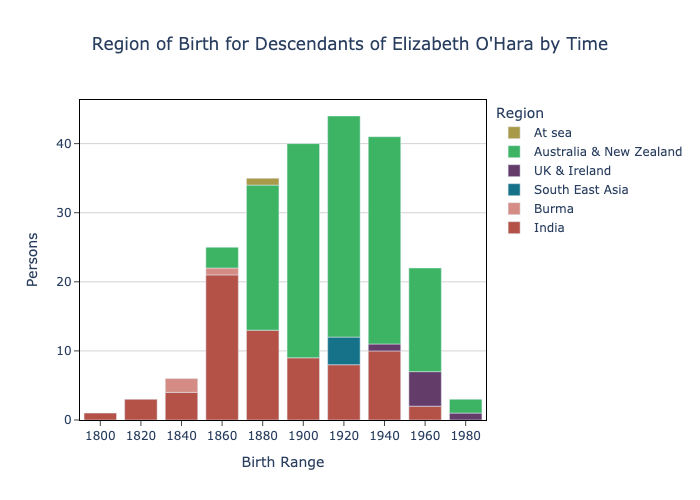 Region of Birth for Descendants of Elizabeth O'Hara by Time
Region
At sea
Australia & New Zealand
UK & Ireland
South East Asia
Burma
India
Persons
40
30
20
10
0
1800 1820 1840 1860 1880 1900 1920 1940 1960 1980
Birth Range